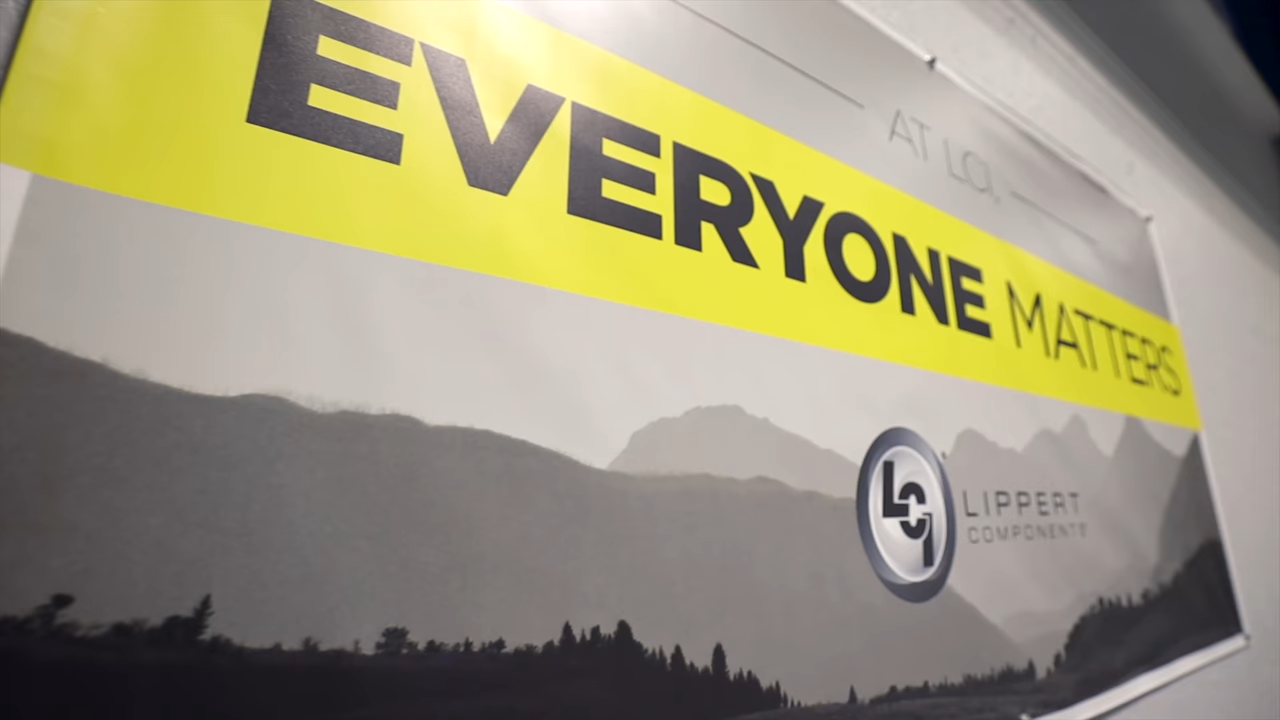 AT LCI,
EVERYONE MATTERS
LCI
LIPPERT
COMPONENTS